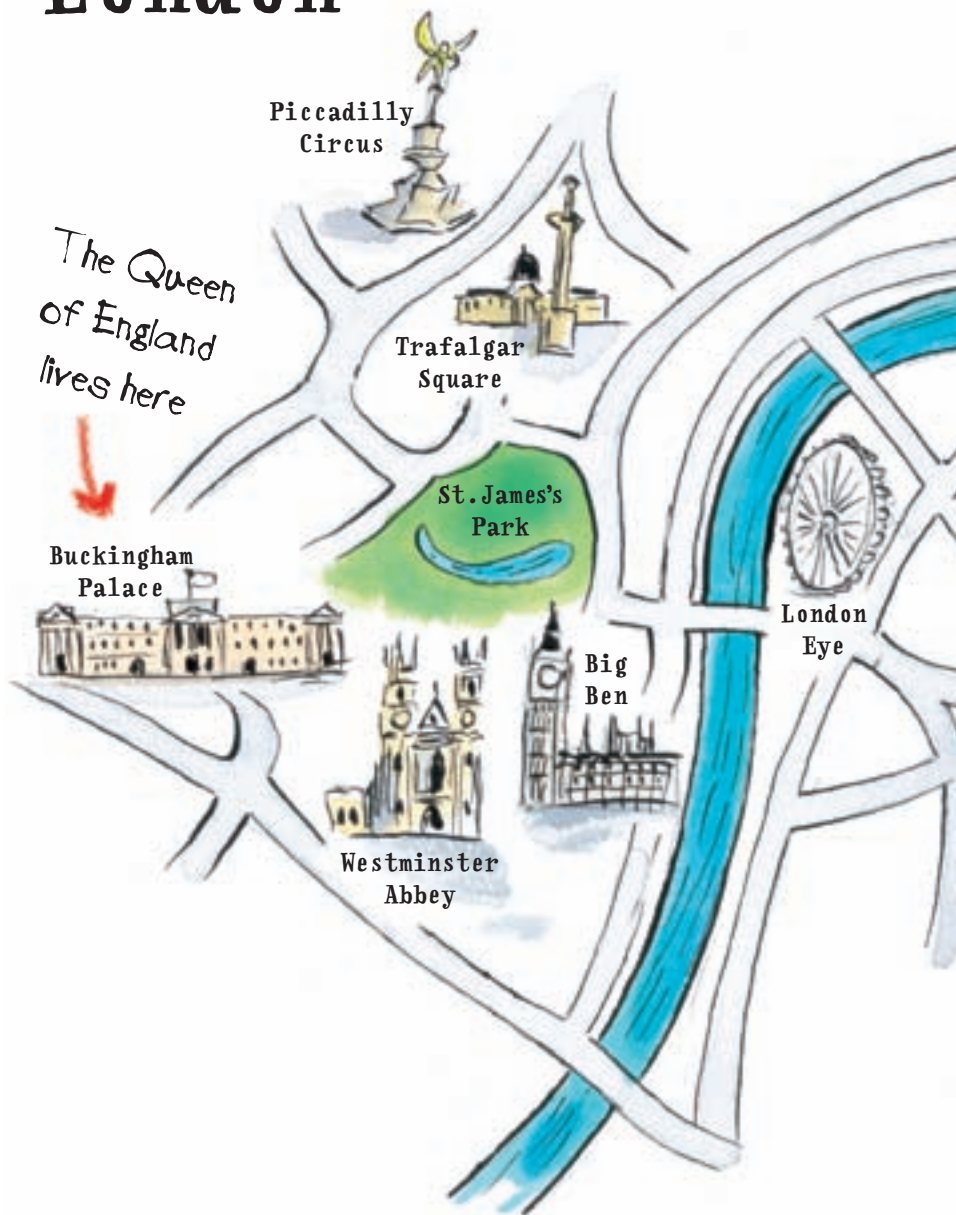 London
Piccadilly
Circus
The Queen
of England
lives here
Trafalgar
Square
St.James's
Park
Buckingham
Palace
London
Eye
Big
Ben
Westminster
Abbey